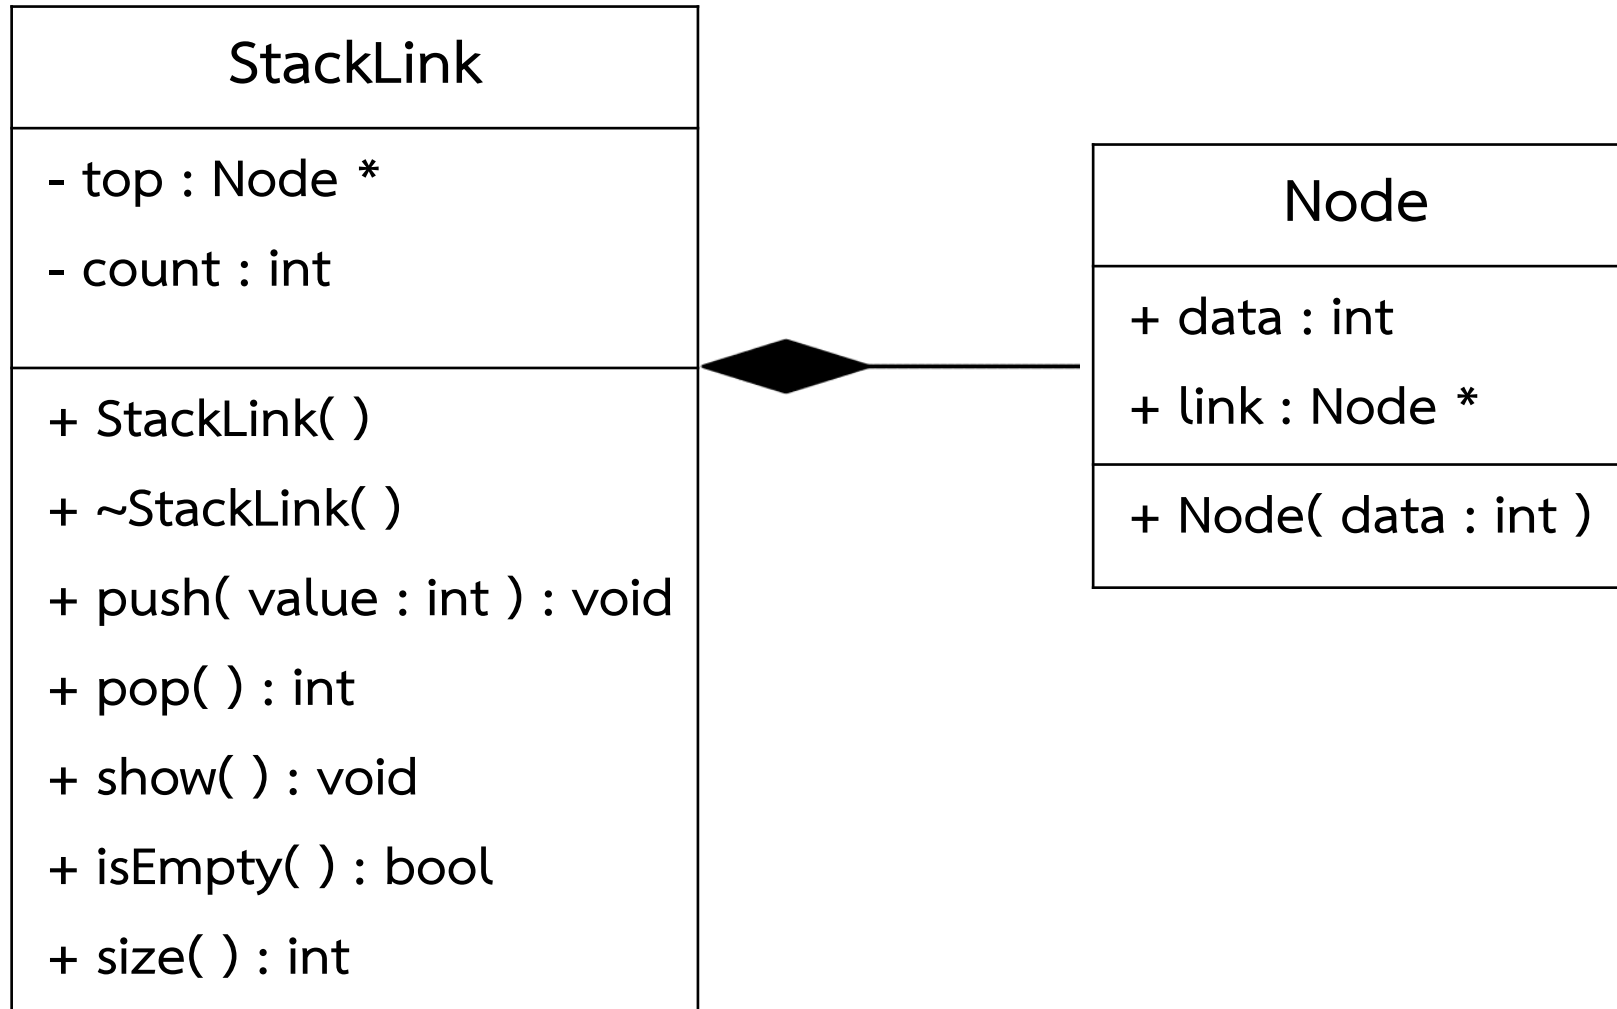 StackLink
- top : Node *
- count : int
+ StackLink( )
+ ~StackLink( )
+ push( value : int ) : void
+ pop( ) : int
+ show( ) : void
+ isEmpty( ) : bool
+ size( ) : int
Node
+ data : int
+ link : Node *
+ Node( data : int )